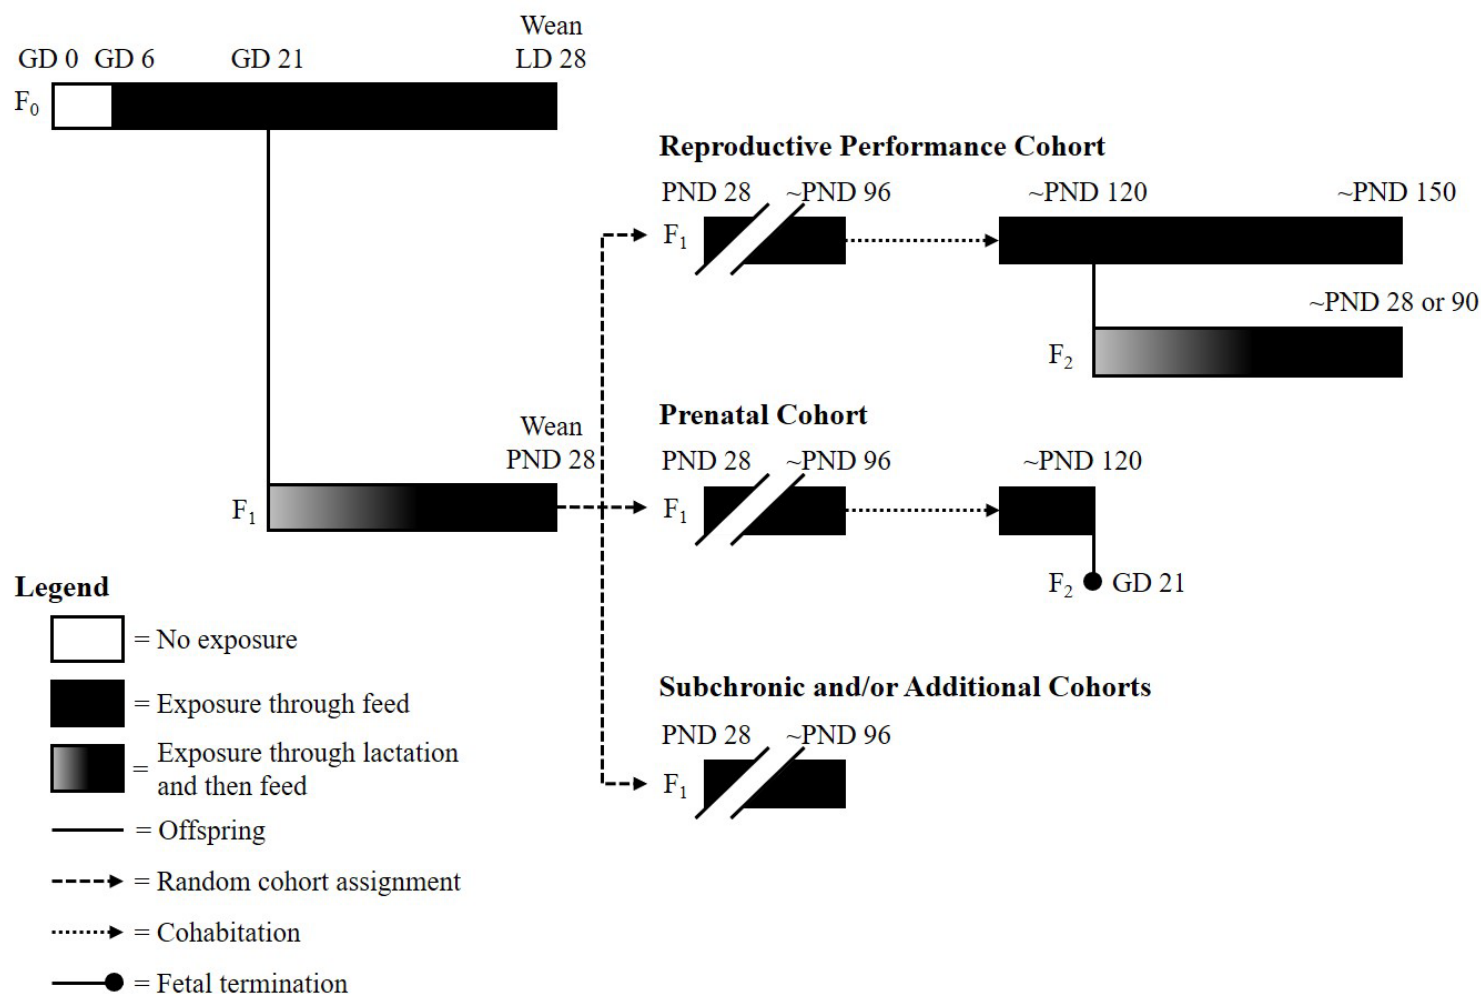 Wean
GD 0 GD 6 GD 21 LD 28
F₀
Reproductive Performance Cohort
PND 28 ~PND 96 ~PND 120 ~PND 150
F₁
~PND 28 or 90
F₂
Wean
PND 28
F₁
Prenatal Cohort
PND 28 ~PND 96 ~PND 120
F₁
F₂ GD 21
Subchronic and/or Additional Cohorts
PND 28 ~PND 96
F₁
Legend
= No exposure
= Exposure through feed
= Exposure through lactation
and then feed
= Offspring
= Random cohort assignment
= Cohabitation
= Fetal termination